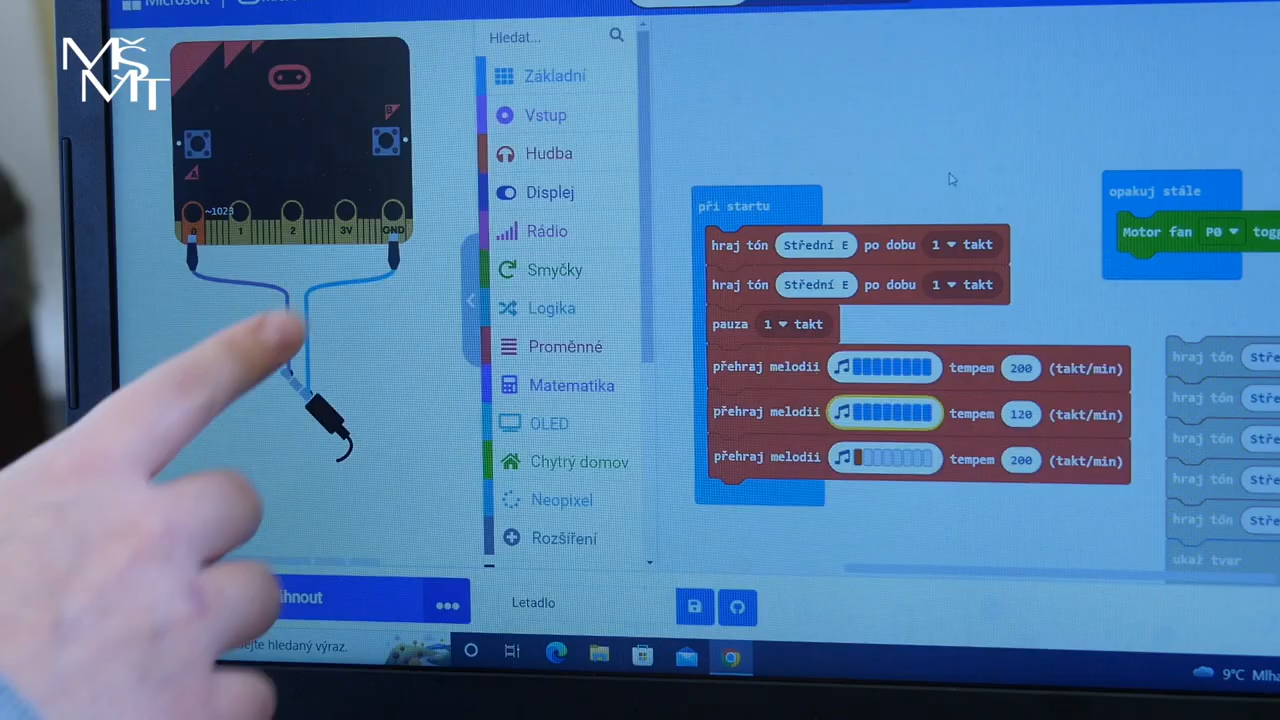 MŠMT
Microsoft
Hledat...
Základní
Vstup
Hudba
Displej
Rádio
Smyčky
Logika
Proměnné
Matematika
OLED
Chytrý domov
Neopixel
Rozšíření
A
B
~1023
0 1 2 3V GND
při startu
hraj tón Střední E po dobu 1 takt
hraj tón Střední E po dobu 1 takt
pauza 1 takt
přehraj melodii tempem 200 (takt/min)
přehraj melodii tempem 120 (takt/min)
přehraj melodii tempem 200 (takt/min)
opakuj stále
Motor fan P0
hraj tón
hraj tón
hraj tón
hraj tón
hraj tón
ukaž tvar
Letadlo
hledaný výraz.
9°C